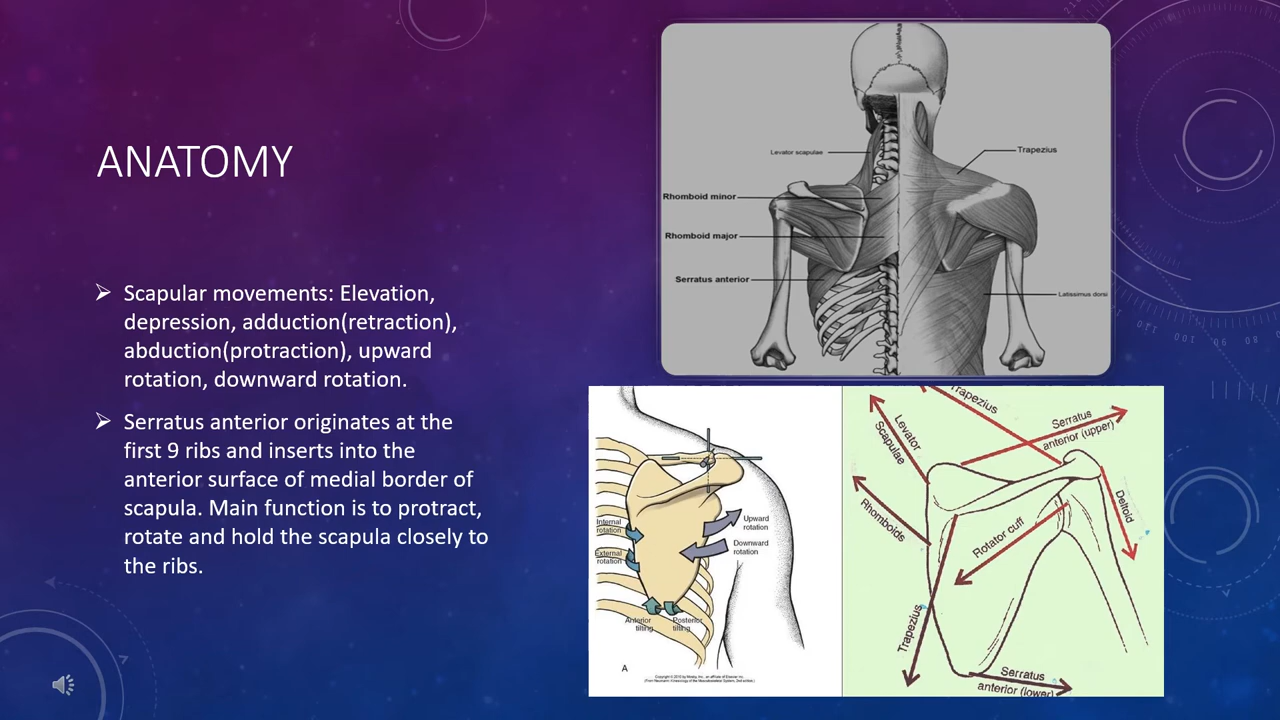 ANATOMY
Scapular movements: Elevation,
depression, adduction(retraction),
abduction(protraction), upward
rotation, downward rotation.
Serratus anterior originates at the
first 9 ribs and inserts into the
anterior surface of medial border of
scapula. Main function is to protract,
rotate and hold the scapula closely to
the ribs.
Levator scapulae
Trapezius
Rhomboid minor
Rhomboid major
Serratus anterior
Latissimus dorsi
Internal
rotation
External
rotation
Upward
rotation
Downward
rotation
Anterior
tilting
Posterior
tilting
A
Trapezius
Levator
Scapulae
Serratus
anterior (upper)
Rhomboids
Rotator cuff
Deltoid
Trapezius
Serratus
anterior (lower)
110
100
90
80